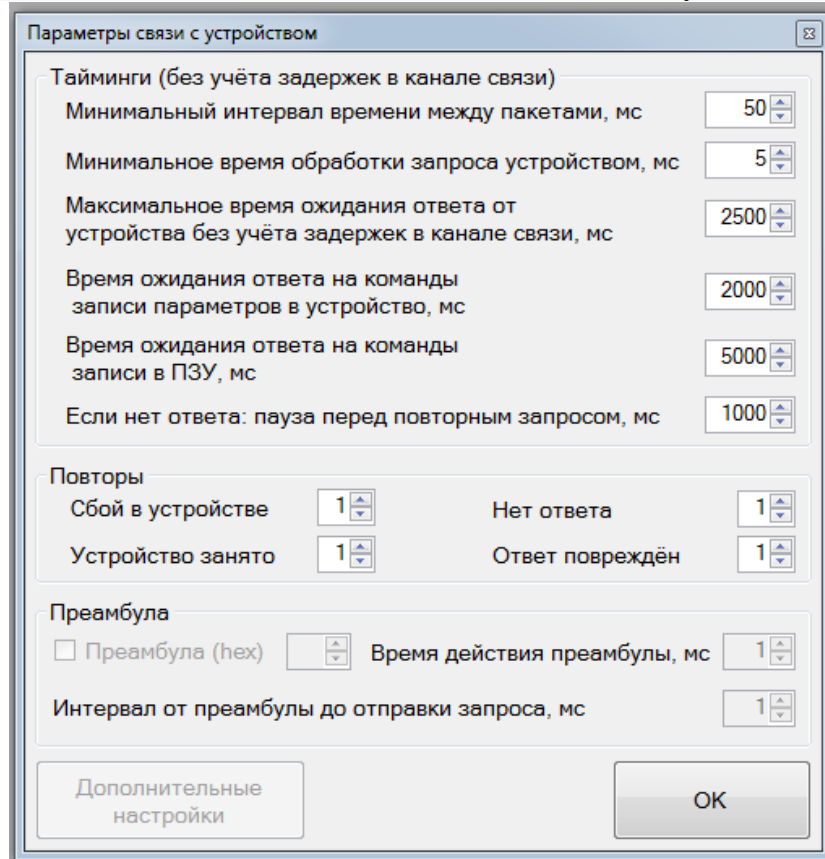 Параметры связи с устройством
Тайминги (без учёта задержек в канале связи)
Минимальный интервал времени между пакетами, мс 50
Минимальное время обработки запроса устройством, мс 5
Максимальное время ожидания ответа от
устройства без учёта задержек в канале связи, мс 2500
Время ожидания ответа на команды
записи параметров в устройство, мс 2000
Время ожидания ответа на команды
записи в ПЗУ, мс 5000
Если нет ответа: пауза перед повторным запросом, мс 1000
Повторы
Сбой в устройстве 1 Нет ответа 1
Устройство занято 1 Ответ повреждён 1
Преамбула
Преамбула (hex) Время действия преамбулы, мс 1
Интервал от преамбулы до отправки запроса, мс 1
Дополнительные
настройки
OK